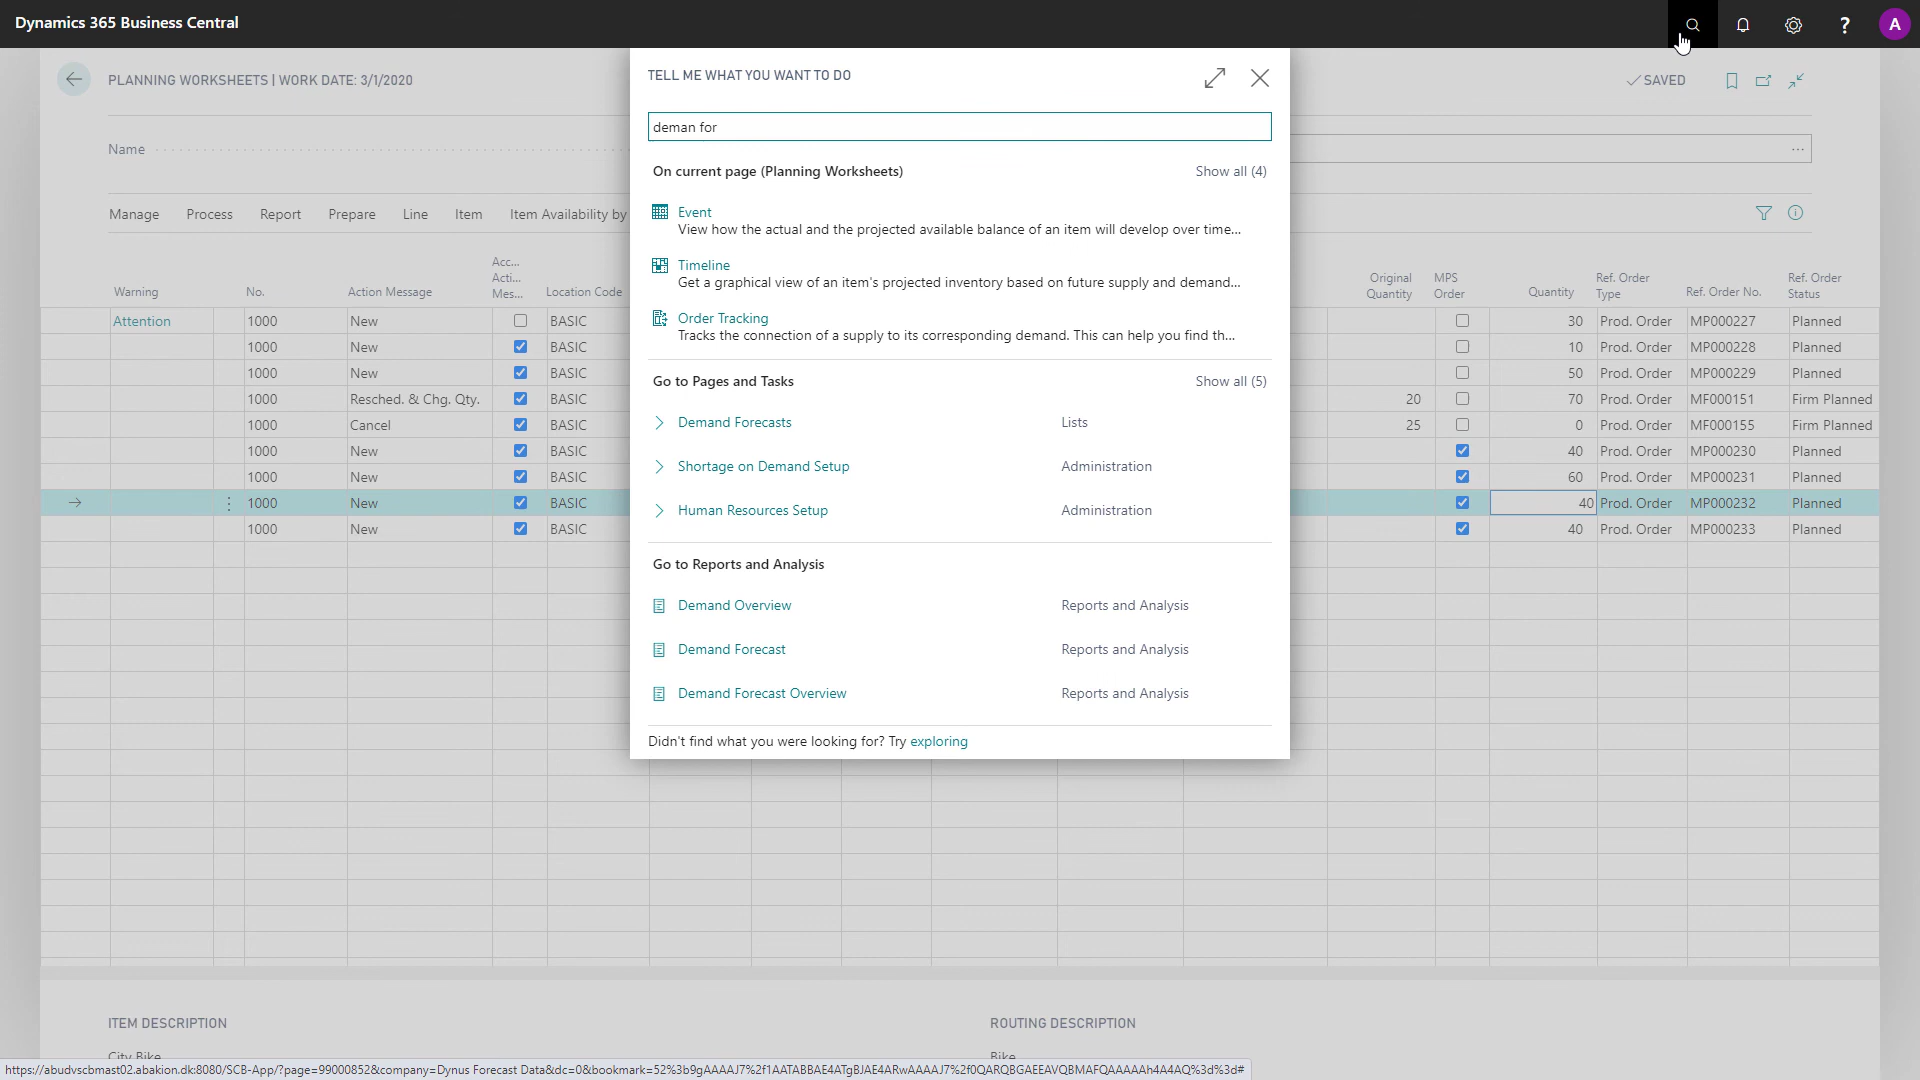 Dynamics 365 Business Central
A
PLANNING WORKSHEETS | WORK DATE: 3/1/2020
SAVED
Name
Manage Process Report Prepare Line Item Item Availability by
Warning No. Action Message Acc... Acti... Mes... Location Code Original Quantity MPS Order Quantity Ref. Order Type Ref. Order No. Ref. Order Status
Attention 1000 New BASIC 30 Prod. Order MP000227 Planned
1000 New BASIC 10 Prod. Order MP000228 Planned
1000 New BASIC 50 Prod. Order MP000229 Planned
1000 Resched. & Chg. Qty. BASIC 20 70 Prod. Order MF000151 Firm Planned
1000 Cancel BASIC 25 0 Prod. Order MF000155 Firm Planned
1000 New BASIC 40 Prod. Order MP000230 Planned
1000 New BASIC 60 Prod. Order MP000231 Planned
1000 New BASIC 40 Prod. Order MP000232 Planned
1000 New BASIC 40 Prod. Order MP000233 Planned
TELL ME WHAT YOU WANT TO DO
deman for
On current page (Planning Worksheets) Show all (4)
Event
View how the actual and the projected available balance of an item will develop over time...
Timeline
Get a graphical view of an item's projected inventory based on future supply and demand...
Order Tracking
Tracks the connection of a supply to its corresponding demand. This can help you find th...
Go to Pages and Tasks Show all (5)
Demand Forecasts Lists
Shortage on Demand Setup Administration
Human Resources Setup Administration
Go to Reports and Analysis
Demand Overview Reports and Analysis
Demand Forecast Reports and Analysis
Demand Forecast Overview Reports and Analysis
Didn't find what you were looking for? Try exploring
ITEM DESCRIPTION ROUTING DESCRIPTION
City Bike Bike
https://abudvscbmast02.abakion.dk:8080/SCB-App/?page=99000852&company=Dynus Forecast Data&dc=0&bookmark=52%3b9gAAAAJ7%2f1AATABBAE4ATgBJAE4ARwAAAAJ7%2f0QARQBGAEEAVQBMAFQAAAAAh4A4AQ%3d%3d#